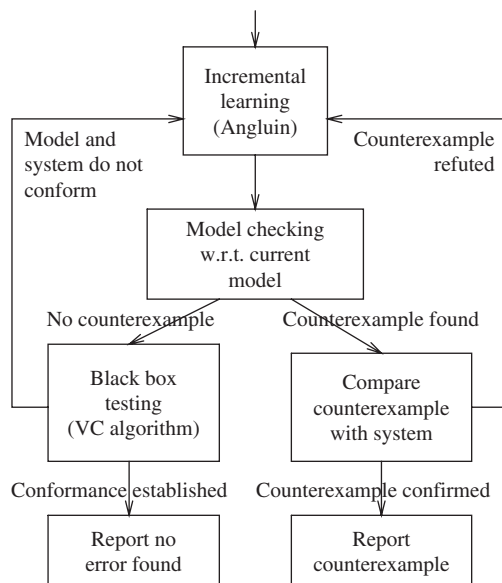 Incremental
learning
(Angluin)
Model and
system do not
conform
Counterexample
refuted
Model checking
w.r.t. current
model
No counterexample
Counterexample found
Black box
testing
(VC algorithm)
Compare
counterexample
with system
Conformance established
Counterexample confirmed
Report no
error found
Report
counterexample